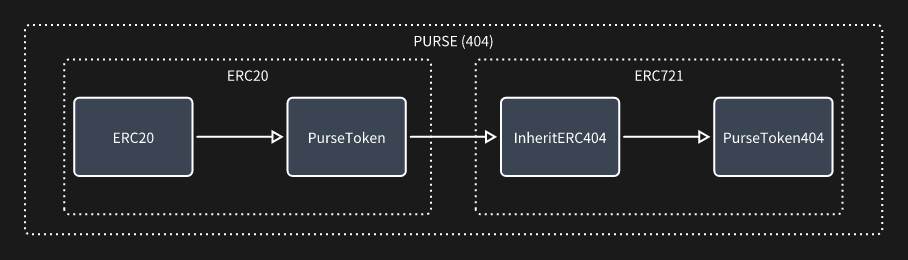 PURSE (404)
ERC20
ERC721
ERC20
PurseToken
InheritERC404
PurseToken404